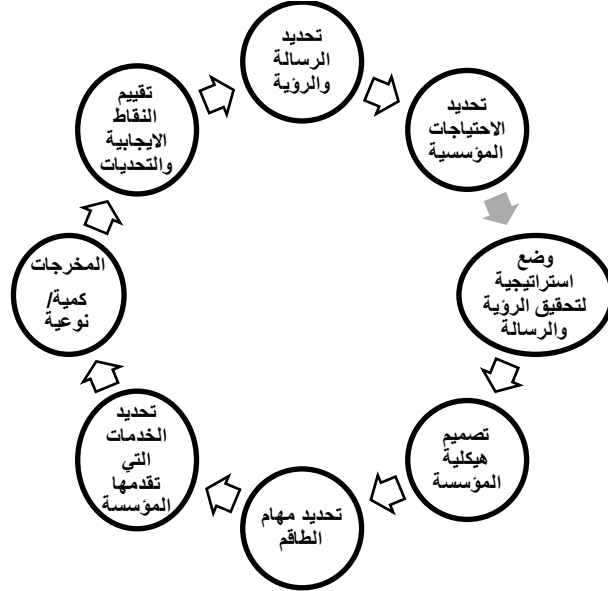 تحديد
الرسالة
والرؤية
تحديد
الاحتياجات
المؤسسية
وضع
استراتيجية
لتحقيق الرؤية
والرسالة
تصميم
هيكلية
المؤسسة
تحديد مهام
الطاقم
تحديد
الخدمات
التي
تقدمها
المؤسسة
المخرجات
كمية/
نوعية
تقييم
النقاط
الايجابية
والتحديات